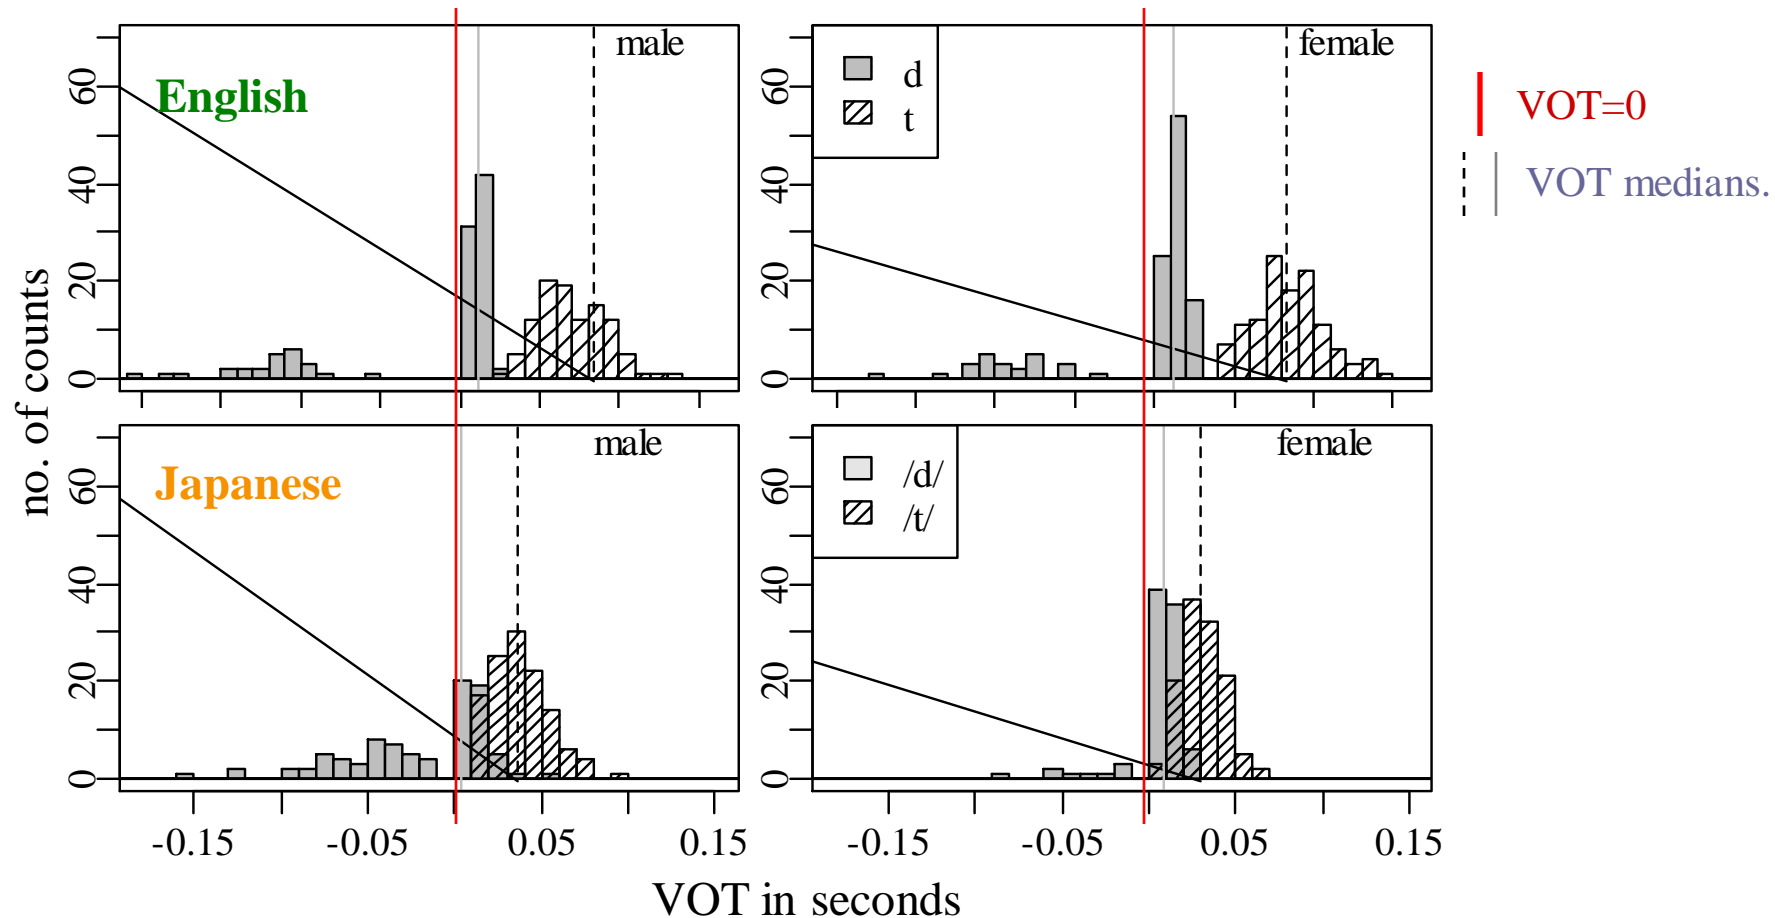 male
female
60
40
20
0
English
60
40
20
0
d
t
VOT=0
VOT medians.
no. of counts
male
female
60
40
20
0
Japanese
60
40
20
0
/d/
/t/
-0.15 -0.05 0.05 0.15
-0.15 -0.05 0.05 0.15
VOT in seconds